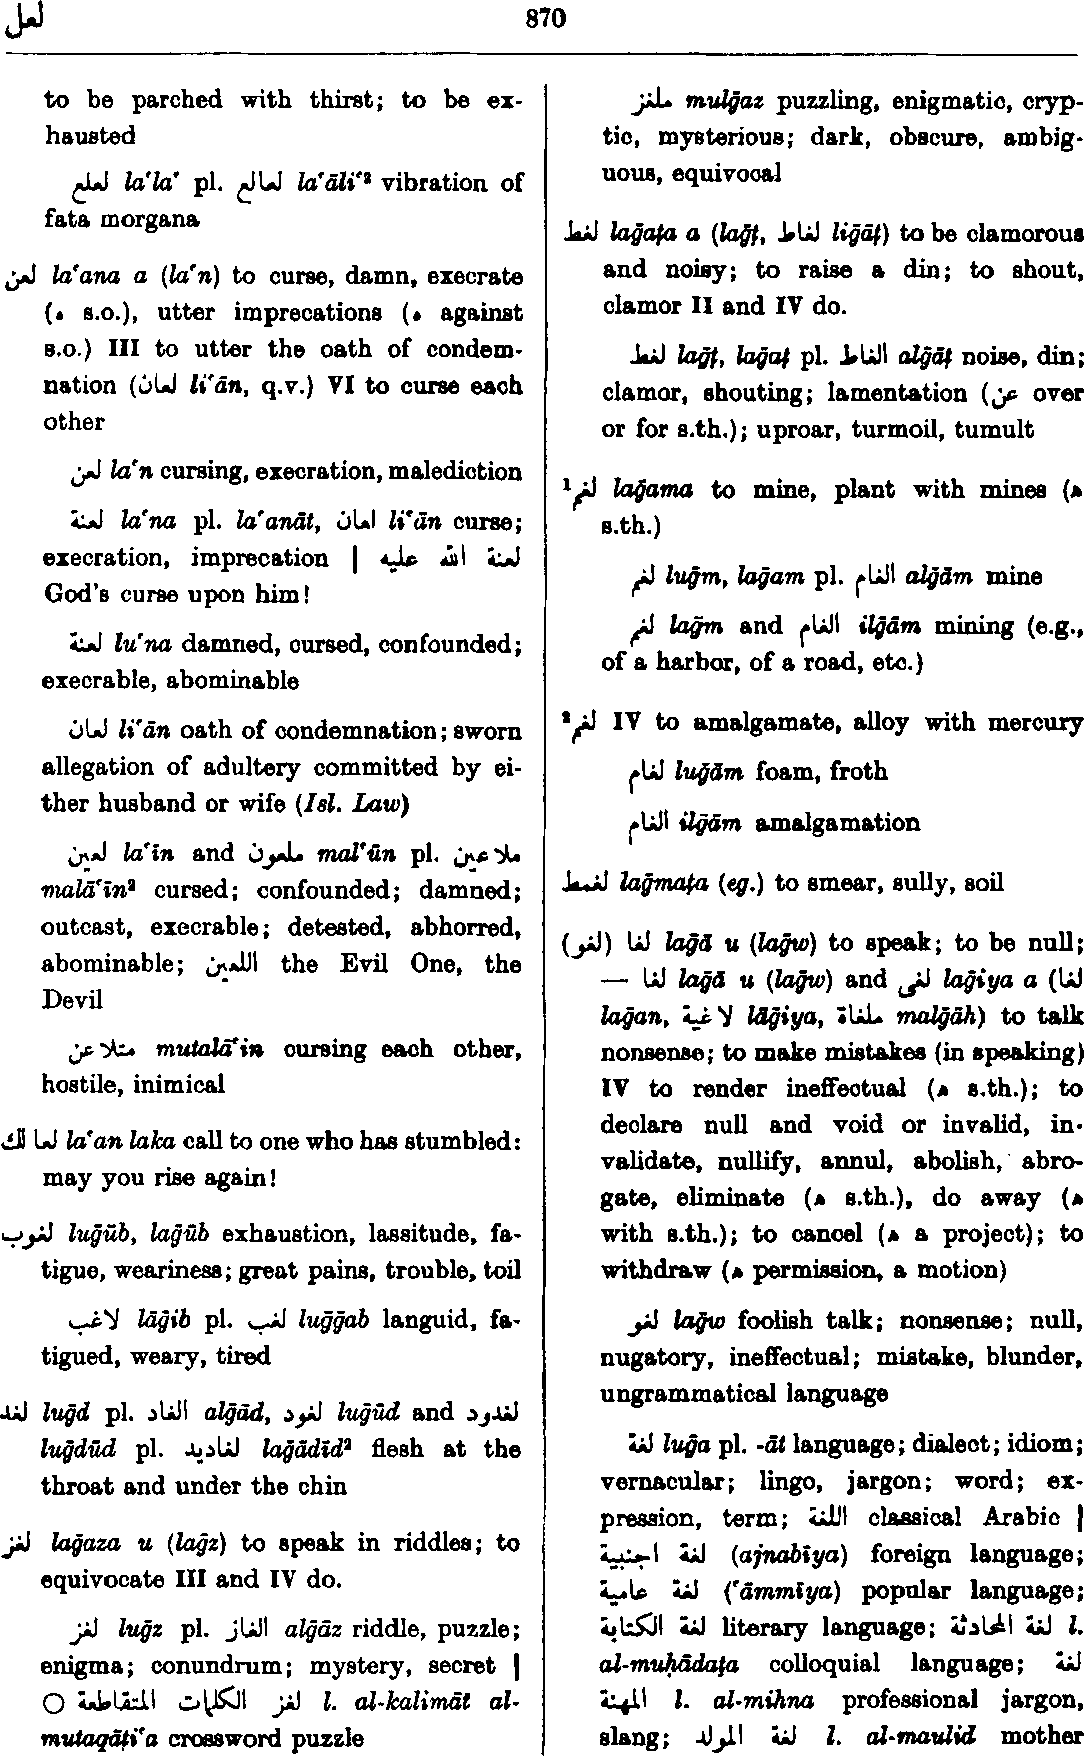 لعل
870
to be parched with thirst; to be ex-
hausted
لعلع la‘la‘ pl. لعالع la‘āli‘² vibration of
fata morgana
لعن la‘ana a (la‘n) to curse, damn, execrate
(ه s.o.), utter imprecations (ه against
s.o.) III to utter the oath of condem-
nation (لعان li‘ān, q.v.) VI to curse each
other
لعن la‘n cursing, execration, malediction
لعنة la‘na pl. la‘anāt, لعان li‘ān curse;
execration, imprecation | لعنة الله عليه
God's curse upon him!
لعنة lu‘na damned, cursed, confounded;
execrable, abominable
لعان li‘ān oath of condemnation; sworn
allegation of adultery committed by ei-
ther husband or wife (Isl. Law)
لعين la‘īn and ملعون mal‘ūn pl. ملاعين
malā‘īn² cursed; confounded; damned;
outcast, execrable; detested, abhorred,
abominable; اللعين the Evil One, the
Devil
متلاعن mutalā‘in cursing each other,
hostile, inimical
لعا لك la‘an laka call to one who has stumbled:
may you rise again!
لغوب luḡūb, laḡūb exhaustion, lassitude, fa-
tigue, weariness; great pains, trouble, toil
لاغب lāḡib pl. لغب luḡḡab languid, fa-
tigued, weary, tired
لغد luḡd pl. الغاد alḡād, لغود luḡūd and لغدود
luḡdūd pl. لغاديد laḡādīd² flesh at the
throat and under the chin
لغز laḡaza u (laḡz) to speak in riddles; to
equivocate III and IV do.
لغز luḡz pl. الغاز alḡāz riddle, puzzle;
enigma; conundrum; mystery, secret |
○ لغز الكلمات المتقاطعة l. al-kalimāt al-
mutaqāṭi‘a crossword puzzle
ملغز mulḡaz puzzling, enigmatic, cryp-
tic, mysterious; dark, obscure, ambig-
uous, equivocal
لغط laḡaṭa a (laḡṭ, لغاط liḡāṭ) to be clamorous
and noisy; to raise a din; to shout,
clamor II and IV do.
لغط laḡṭ, laḡaṭ pl. الغاط alḡāṭ noise, din;
clamor, shouting; lamentation (عن over
or for s.th.); uproar, turmoil, tumult
¹لغم laḡama to mine, plant with mines (ﻫ
s.th.)
لغم luḡm, laḡam pl. الغام alḡām mine
لغم laḡm and الغام ilḡām mining (e.g.,
of a harbor, of a road, etc.)
²لغم IV to amalgamate, alloy with mercury
لغام luḡām foam, froth
الغام ilḡām amalgamation
لغمط laḡmaṭa (eg.) to smear, sully, soil
(لغو) لغا laḡā u (laḡw) to speak; to be null;
— لغا laḡā u (laḡw) and لغى laḡiya a (لغا
laḡan, لاغية lāḡiya, ملغاة malḡāh) to talk
nonsense; to make mistakes (in speaking)
IV to render ineffectual (ﻫ s.th.); to
declare null and void or invalid, in-
validate, nullify, annul, abolish, abro-
gate, eliminate (ﻫ s.th.), do away (ﻫ
with s.th.); to cancel (ﻫ a project); to
withdraw (ﻫ permission, a motion)
لغو laḡw foolish talk; nonsense; null,
nugatory, ineffectual; mistake, blunder,
ungrammatical language
لغة luḡa pl. -āt language; dialect; idiom;
vernacular; lingo, jargon; word; ex-
pression, term; اللغة classical Arabic |
لغة اجنبية (ajnabīya) foreign language;
لغة عامية (‘āmmīya) popular language;
لغة الكتابة literary language; لغة المحادثة l.
al-muḥādaṯa colloquial language; لغة
المهنة l. al-mihna professional jargon,
slang; لغة المولد l. al-maulid mother